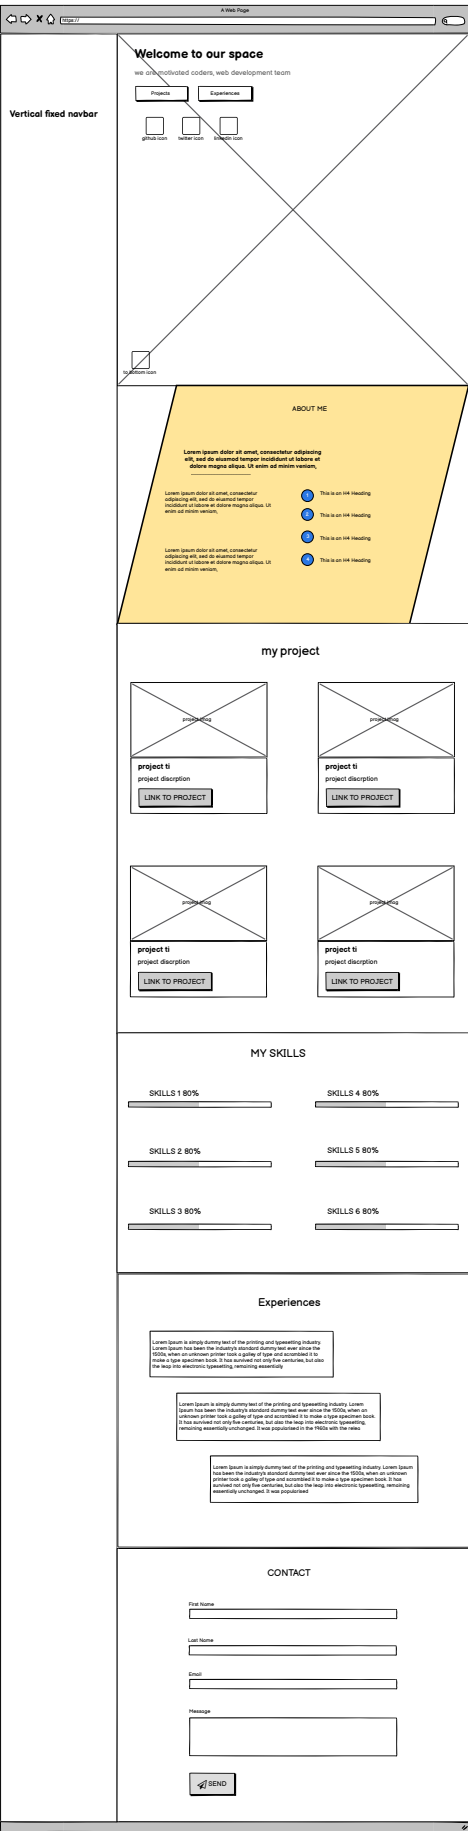 A Web Page
https://
Welcome to our space
we are motivated coders, web development team
Projects
Experiences
github icon
twitter icon
linkedin icon
Vertical fixed navbar
to bottom icon
ABOUT ME
Lorem ipsum dolor sit amet, consectetur adipiscing
elit, sed do eiusmod tempor incididunt ut labore et
dolore magna aliqua. Ut enim ad minim veniam,
Lorem ipsum dolor sit amet, consectetur
adipiscing elit, sed do eiusmod tempor
incididunt ut labore et dolore magna aliqua. Ut
enim ad minim veniam,
1
This is an H4 Heading
2
This is an H4 Heading
3
This is an H4 Heading
4
This is an H4 Heading
Lorem ipsum dolor sit amet, consectetur
adipiscing elit, sed do eiusmod tempor
incididunt ut labore et dolore magna aliqua. Ut
enim ad minim veniam,
my project
project imag
project ti
project discrption
LINK TO PROJECT
project imag
project ti
project discrption
LINK TO PROJECT
project imag
project ti
project discrption
LINK TO PROJECT
project imag
project ti
project discrption
LINK TO PROJECT
MY SKILLS
SKILLS 1 80%
SKILLS 4 80%
SKILLS 2 80%
SKILLS 5 80%
SKILLS 3 80%
SKILLS 6 80%
Experiences
Lorem Ipsum is simply dummy text of the printing and typesetting industry.
Lorem Ipsum has been the industry's standard dummy text ever since the
1500s, when an unknown printer took a galley of type and scrambled it to
make a type specimen book. It has survived not only five centuries, but also
the leap into electronic typesetting, remaining essentially
Lorem Ipsum is simply dummy text of the printing and typesetting industry. Lorem
Ipsum has been the industry's standard dummy text ever since the 1500s, when an
unknown printer took a galley of type and scrambled it to make a type specimen book.
It has survived not only five centuries, but also the leap into electronic typesetting,
remaining essentially unchanged. It was popularised in the 1960s with the relea
Lorem Ipsum is simply dummy text of the printing and typesetting industry. Lorem Ipsum
has been the industry's standard dummy text ever since the 1500s, when an unknown
printer took a galley of type and scrambled it to make a type specimen book. It has
survived not only five centuries, but also the leap into electronic typesetting, remaining
essentially unchanged. It was popularised
CONTACT
First Name
Last Name
Email
Message
SEND